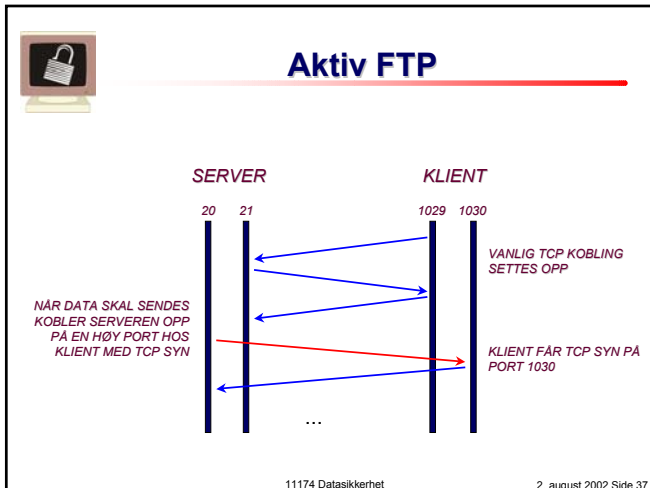 Aktiv FTP
SERVER
KLIENT
20 21
1029 1030
VANLIG TCP KOBLING
SETTES OPP
NÅR DATA SKAL SENDES
KOBLER SERVEREN OPP
PÅ EN HØY PORT HOS
KLIENT MED TCP SYN
KLIENT FÅR TCP SYN PÅ
PORT 1030
...
11174 Datasikkerhet
2. august 2002 Side 37